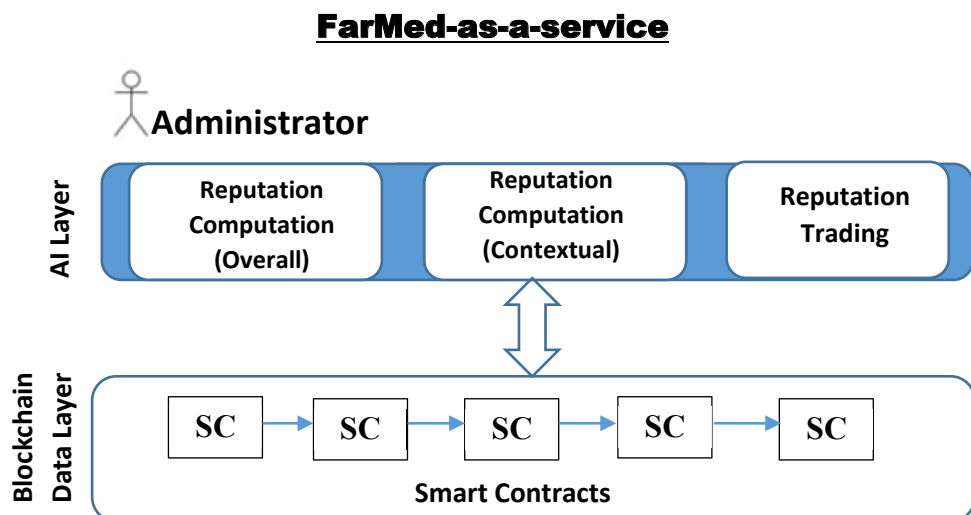 FarMed-as-a-service
Administrator
AI Layer
Reputation
Computation
(Overall)
Reputation
Computation
(Contextual)
Reputation
Trading
Blockchain
Data Layer
SC
SC
SC
SC
SC
Smart Contracts